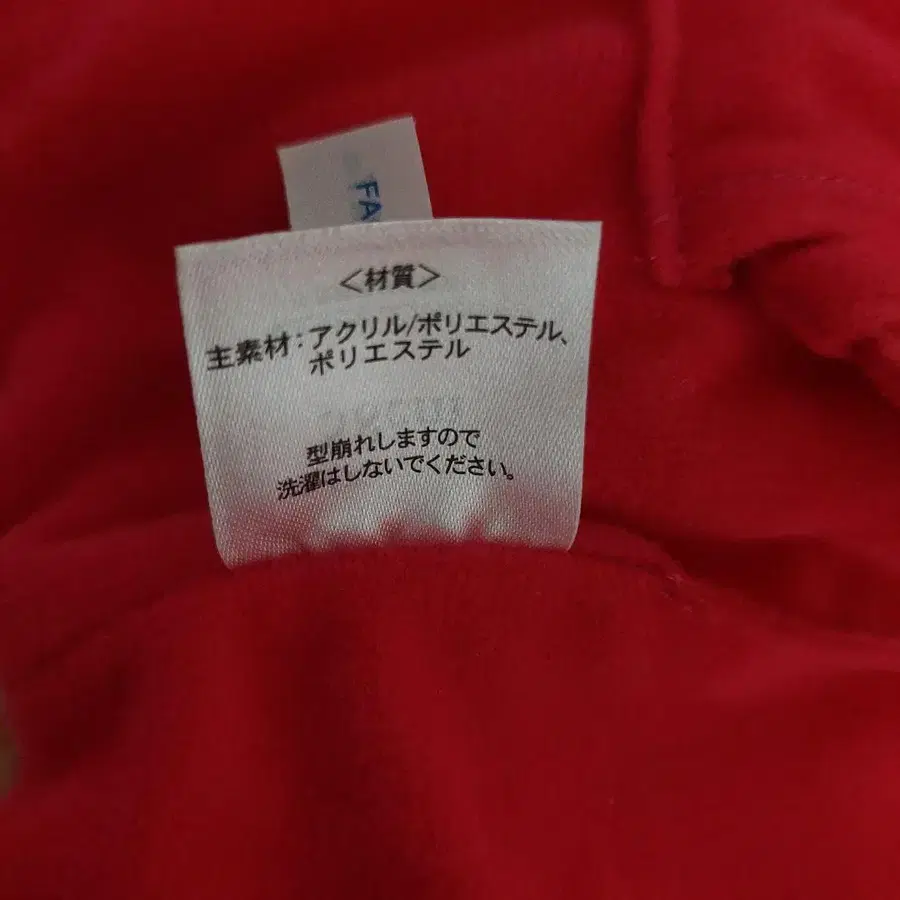 FA
<材質>
主素材:アクリル/ポリエステル、
ポリエステル
型崩れしますので
洗濯はしないでください。